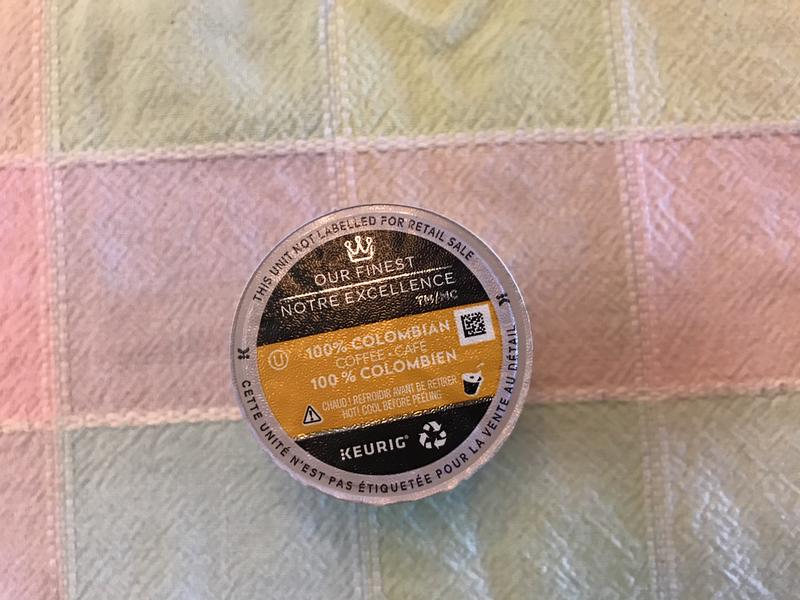 THIS UNIT NOT LABELLED FOR RETAIL SALE
OUR FINEST
NOTRE EXCELLENCE
TM/MC
U
100% COLOMBIAN
COFFEE • CAFÉ
100 % COLOMBIEN
CHAUD! REFROIDIR AVANT DE RETIRER
HOT! COOL BEFORE PEELING
KEURIG®
CETTE UNITÉ N'EST PAS ÉTIQUETÉE POUR LA VENTE AU DÉTAIL